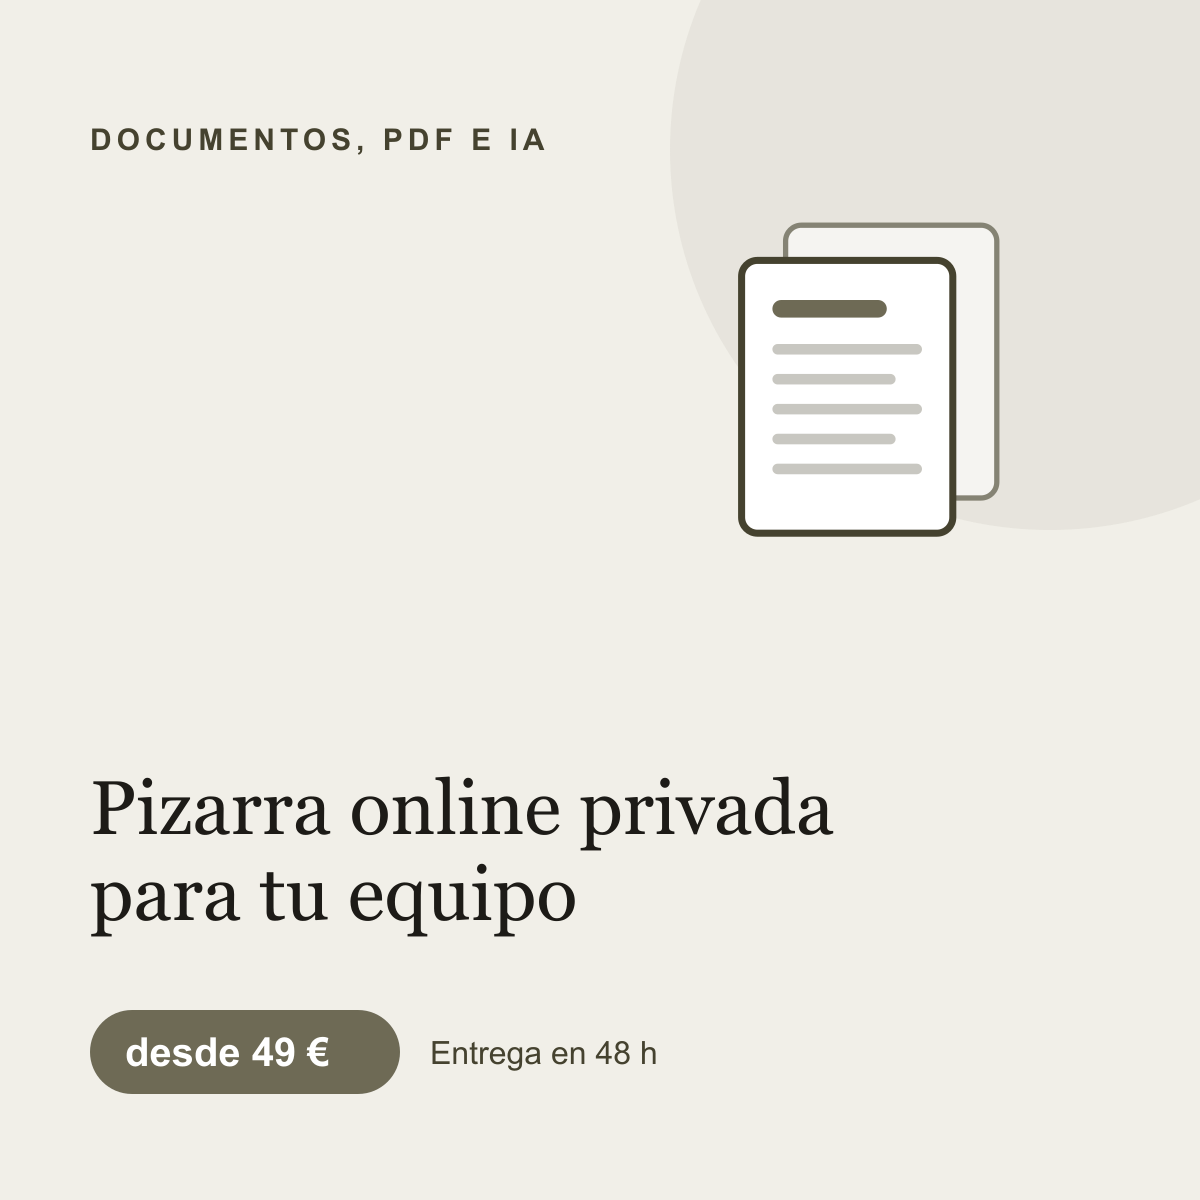 DOCUMENTOS, PDF E IA
Pizarra online privada
para tu equipo
desde 49 €
Entrega en 48 h